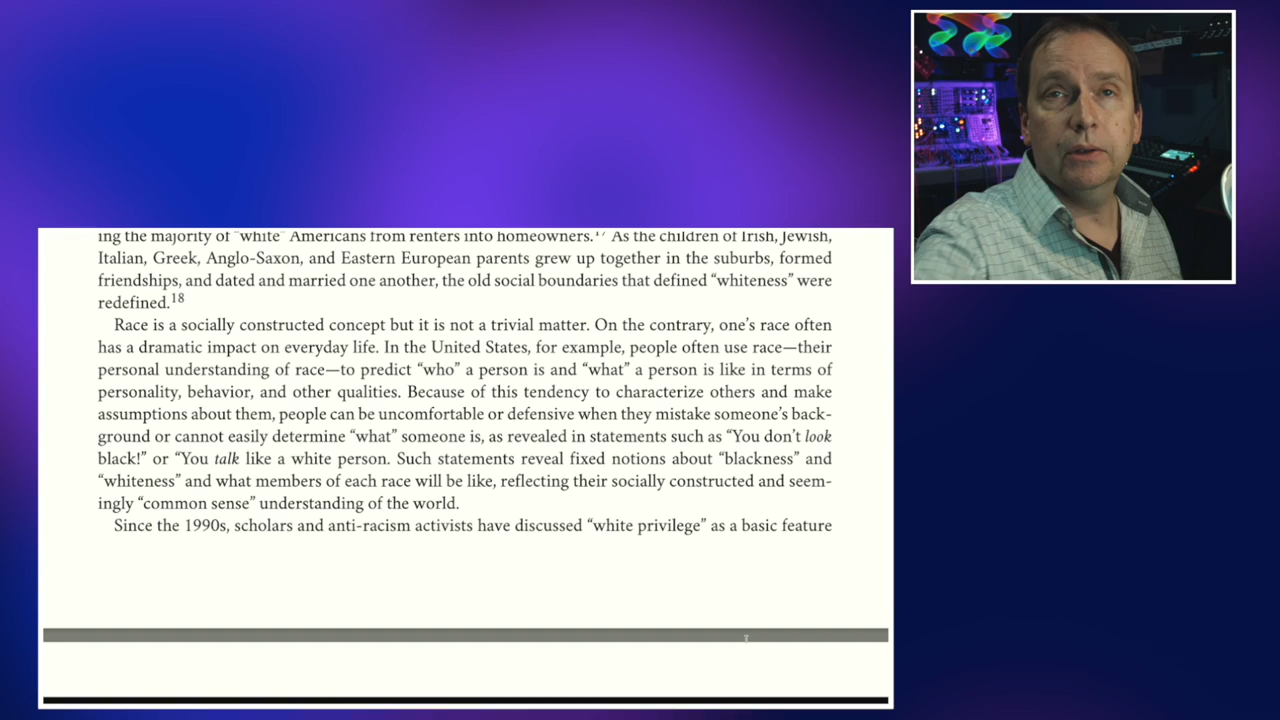 ing the majority of “white” Americans from renters into homeowners.17 As the children of Irish, Jewish,
Italian, Greek, Anglo-Saxon, and Eastern European parents grew up together in the suburbs, formed
friendships, and dated and married one another, the old social boundaries that defined “whiteness” were
redefined.18
Race is a socially constructed concept but it is not a trivial matter. On the contrary, one’s race often
has a dramatic impact on everyday life. In the United States, for example, people often use race—their
personal understanding of race—to predict “who” a person is and “what” a person is like in terms of
personality, behavior, and other qualities. Because of this tendency to characterize others and make
assumptions about them, people can be uncomfortable or defensive when they mistake someone’s back-
ground or cannot easily determine “what” someone is, as revealed in statements such as “You don’t look
black!” or “You talk like a white person. Such statements reveal fixed notions about “blackness” and
“whiteness” and what members of each race will be like, reflecting their socially constructed and seem-
ingly “common sense” understanding of the world.
Since the 1990s, scholars and anti-racism activists have discussed “white privilege” as a basic feature